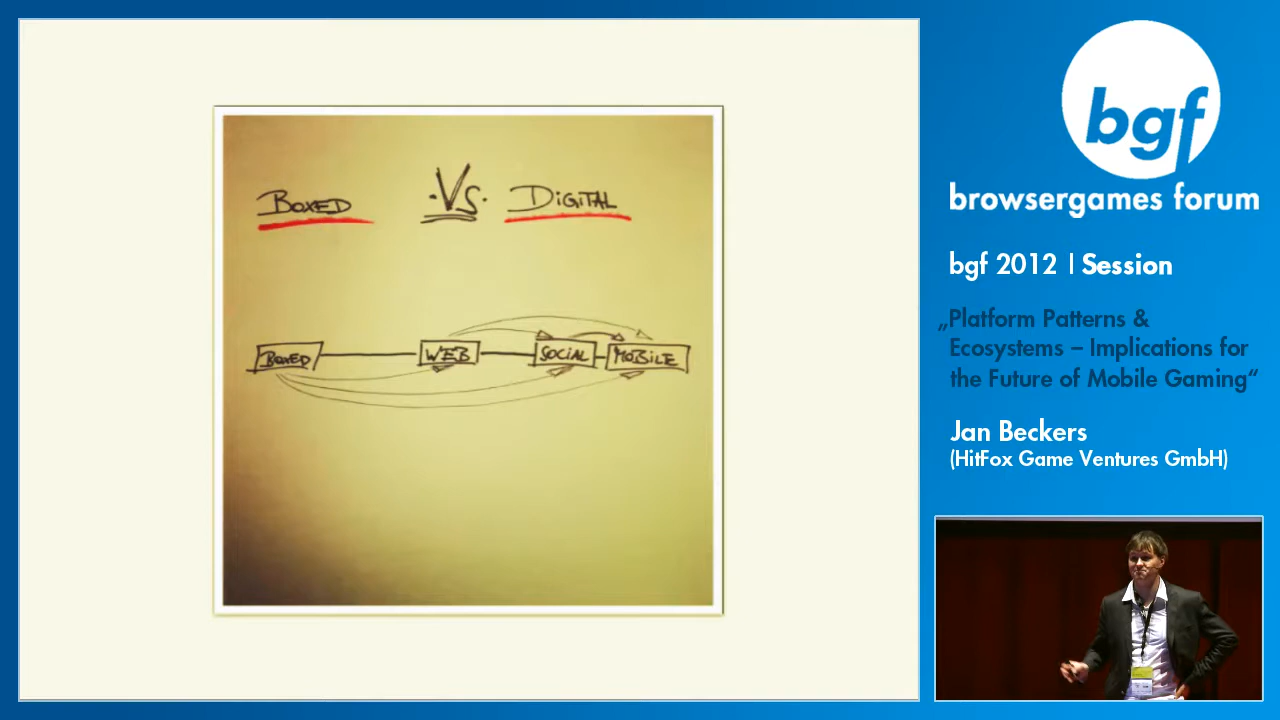 BOXED .VS. DIGITAL
BOXED WEB SOCIAL MOBILE
bgf
browsergames forum
bgf 2012 | Session
„Platform Patterns &
Ecosystems – Implications for
the Future of Mobile Gaming“
Jan Beckers
(HitFox Game Ventures GmbH)